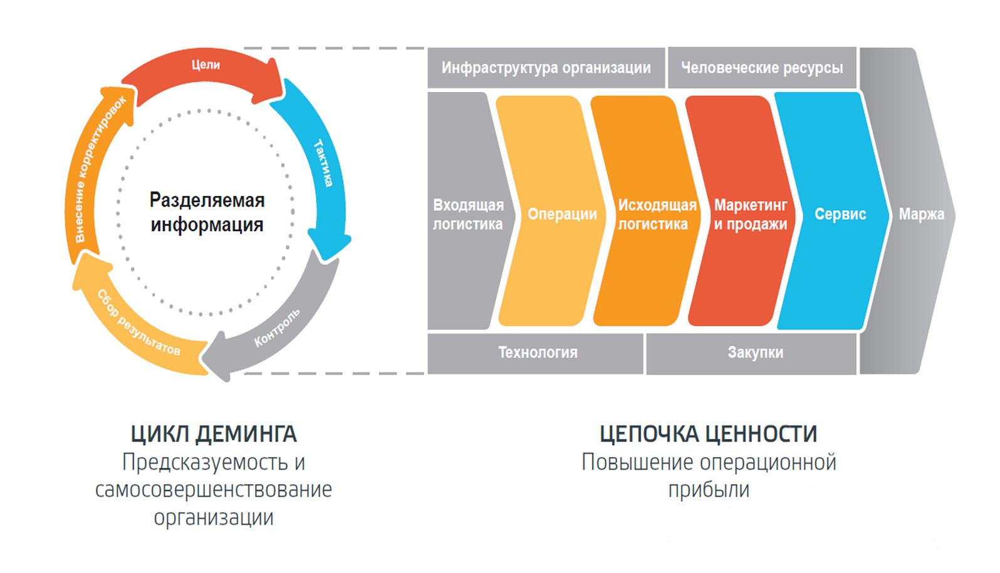 Цели
Тактика
Контроль
Сбор результатов
Внесение корректировок
Разделяемая
информация
ЦИКЛ ДЕМИНГА
Предсказуемость и
самосовершенствование
организации
Инфраструктура организации
Человеческие ресурсы
Входящая
логистика
Операции
Исходящая
логистика
Маркетинг
и продажи
Сервис
Маржа
Технология
Закупки
ЦЕПОЧКА ЦЕННОСТИ
Повышение операционной
прибыли